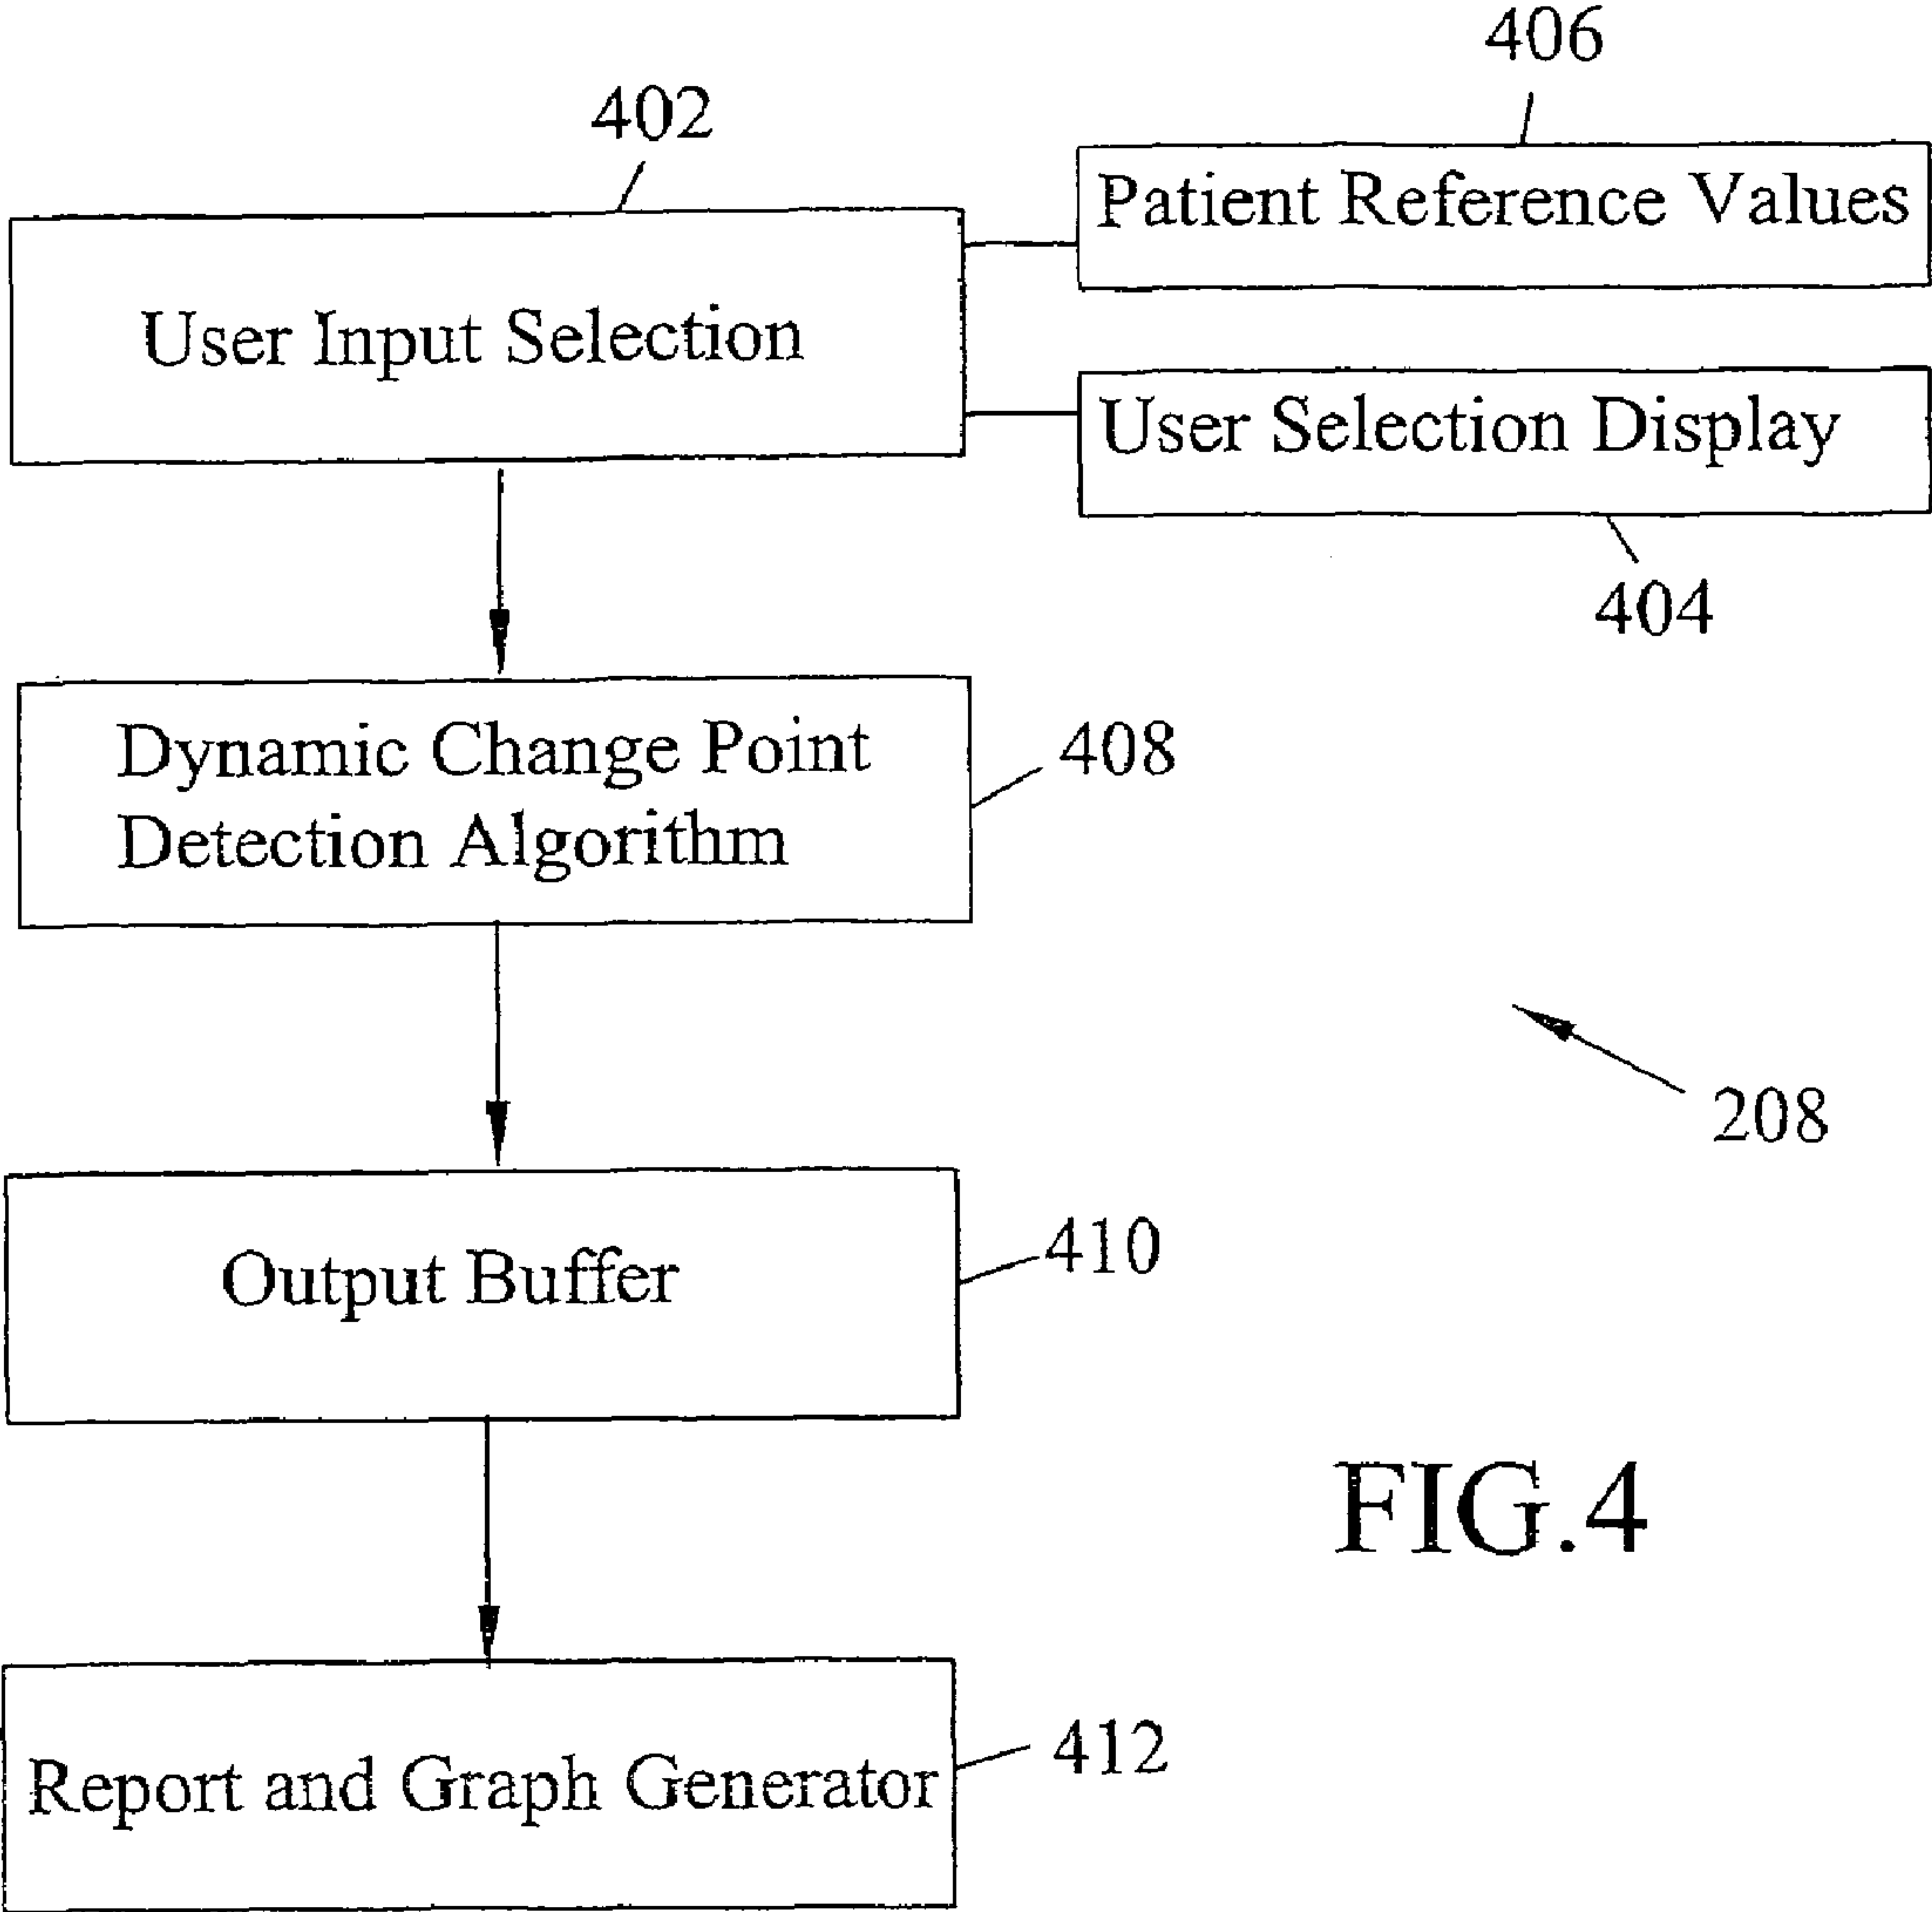 406
402
Patient Reference Values
User Input Selection
User Selection Display
404
Dynamic Change Point
Detection Algorithm
408
208
410
Output Buffer
FIG.4
412
Report and Graph Generator